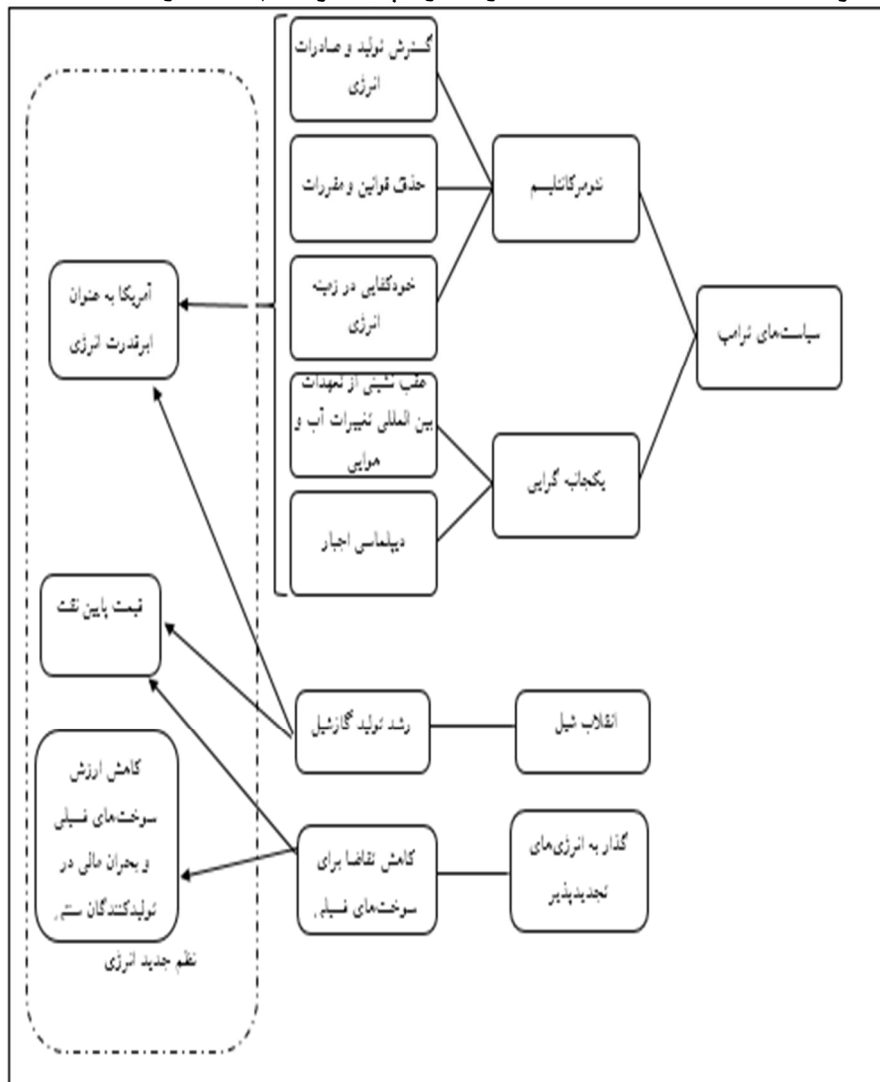 سیاست‌های ترامپ
نئومرکانتلیسم
گسترش تولید و صادرات
انرژی
حذف قوانین و مقررات
خودکفایی در زمینه
انرژی
یکجانبه گرایی
عقب نشینی از تعهدات
بین المللی تغییرات آب و
هوایی
دیپلماسی اجبار
آمریکا به عنوان
ابرقدرت انرژی
انقلاب شیل
رشد تولید گازشیل
قیمت پایین نفت
گذار به انرژی‌های
تجدیدپذیر
کاهش تقاضا برای
سوخت‌های فسیلی
کاهش ارزش
سوخت‌های فسیلی
و بحران مالی در
تولیدکنندگان سنتی
نظم جدید انرژی